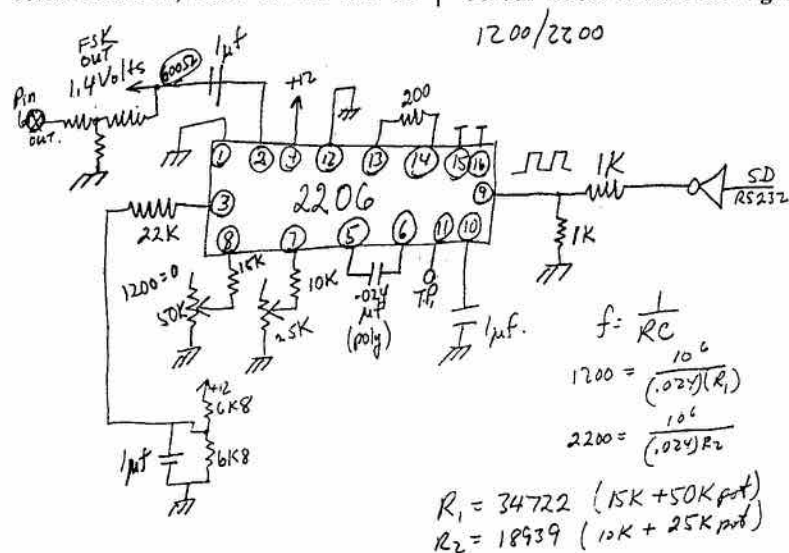 1200/2200
FSK
OUT
1.4Volts
600Ω
1μf
+12
200
Pin
6
OUT.
1
2
4
12
13
14
15
16
2206
3
9
8
7
5
6
11
10
22K
1K
1K
SD
RS232
1200=0
50K
15K
25K
10K
.024
μf
(poly)
T.P.
1μf.
f = 1/RC
1200 = 10⁶/(.024)(R₁)
2200 = 10⁶/(.024)R₂
+12
6K8
6K8
1μf
R₁ = 34722 (15K + 50K pot)
R₂ = 18939 (10K + 25K pot)